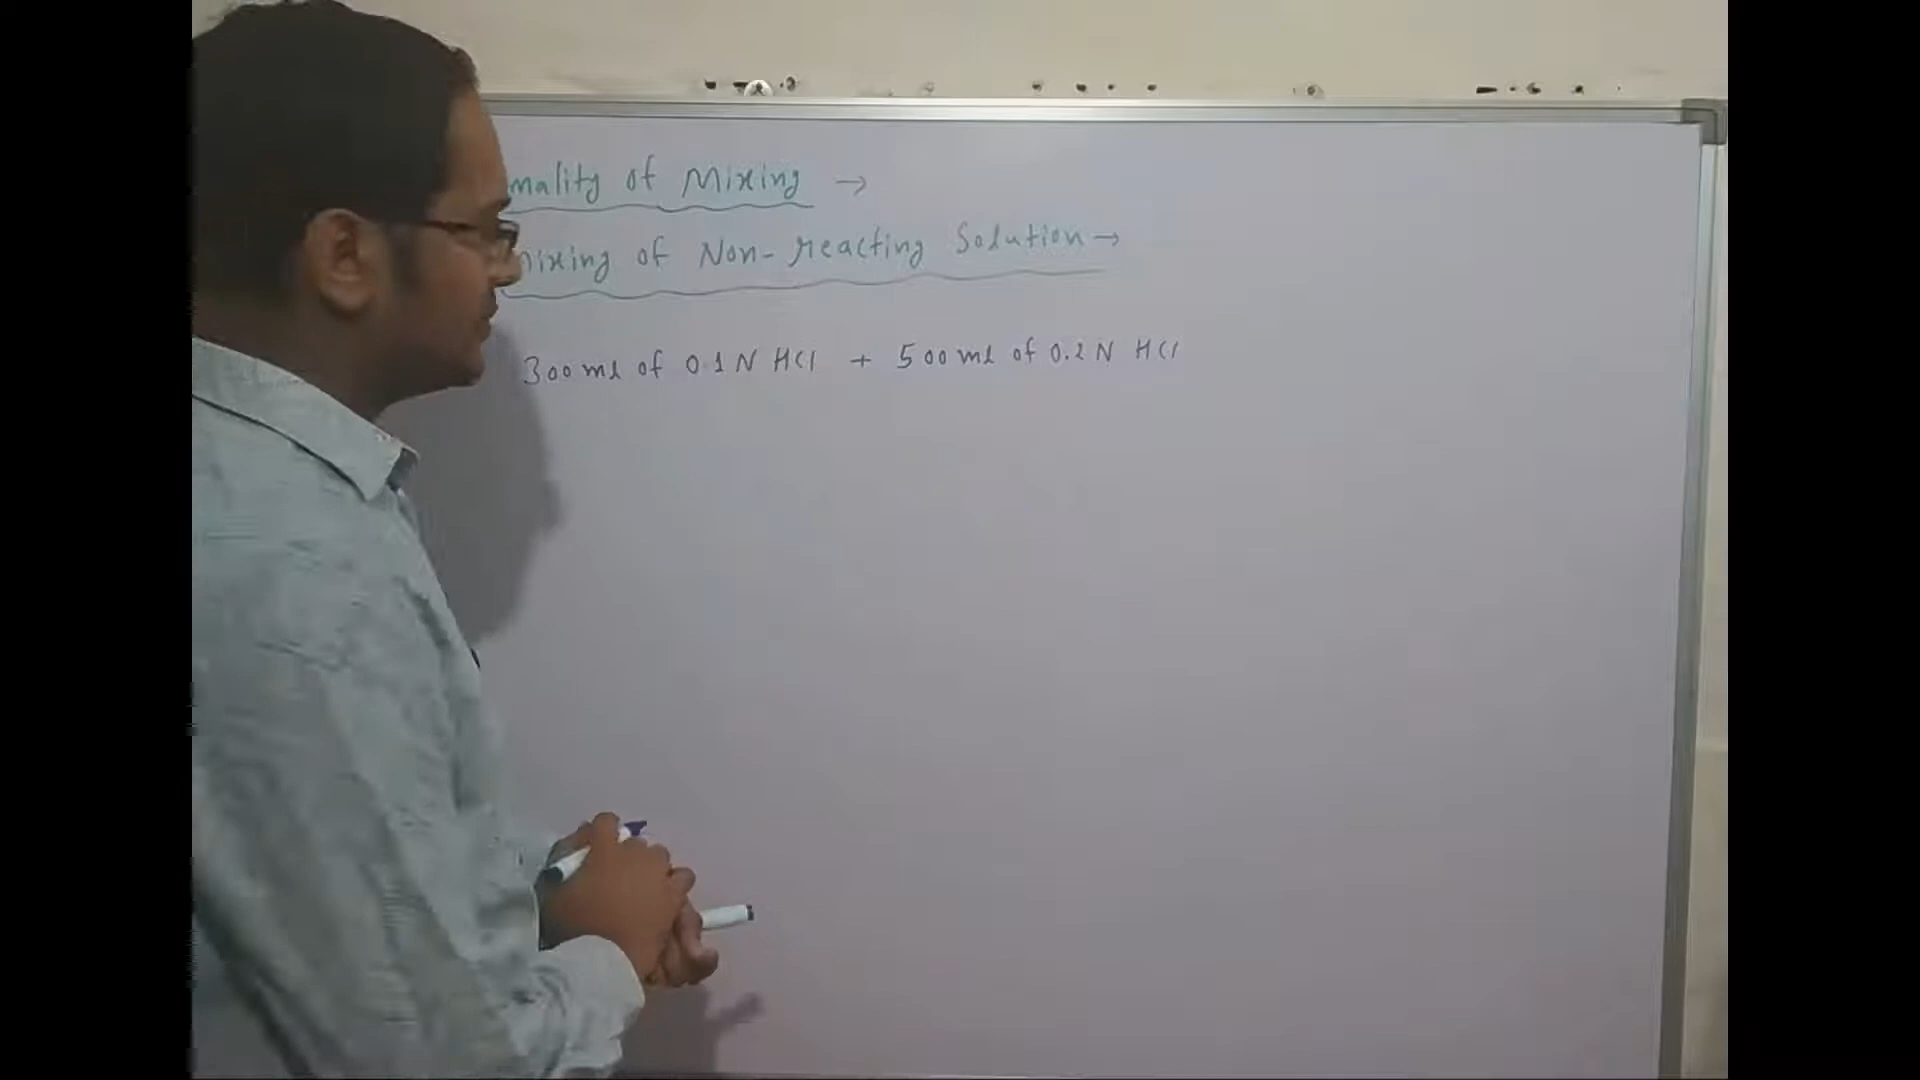 mality of Mixing →
mixing of Non-reacting Solution →
300 ml of 0.1 N HCl + 500 ml of 0.2 N HCl